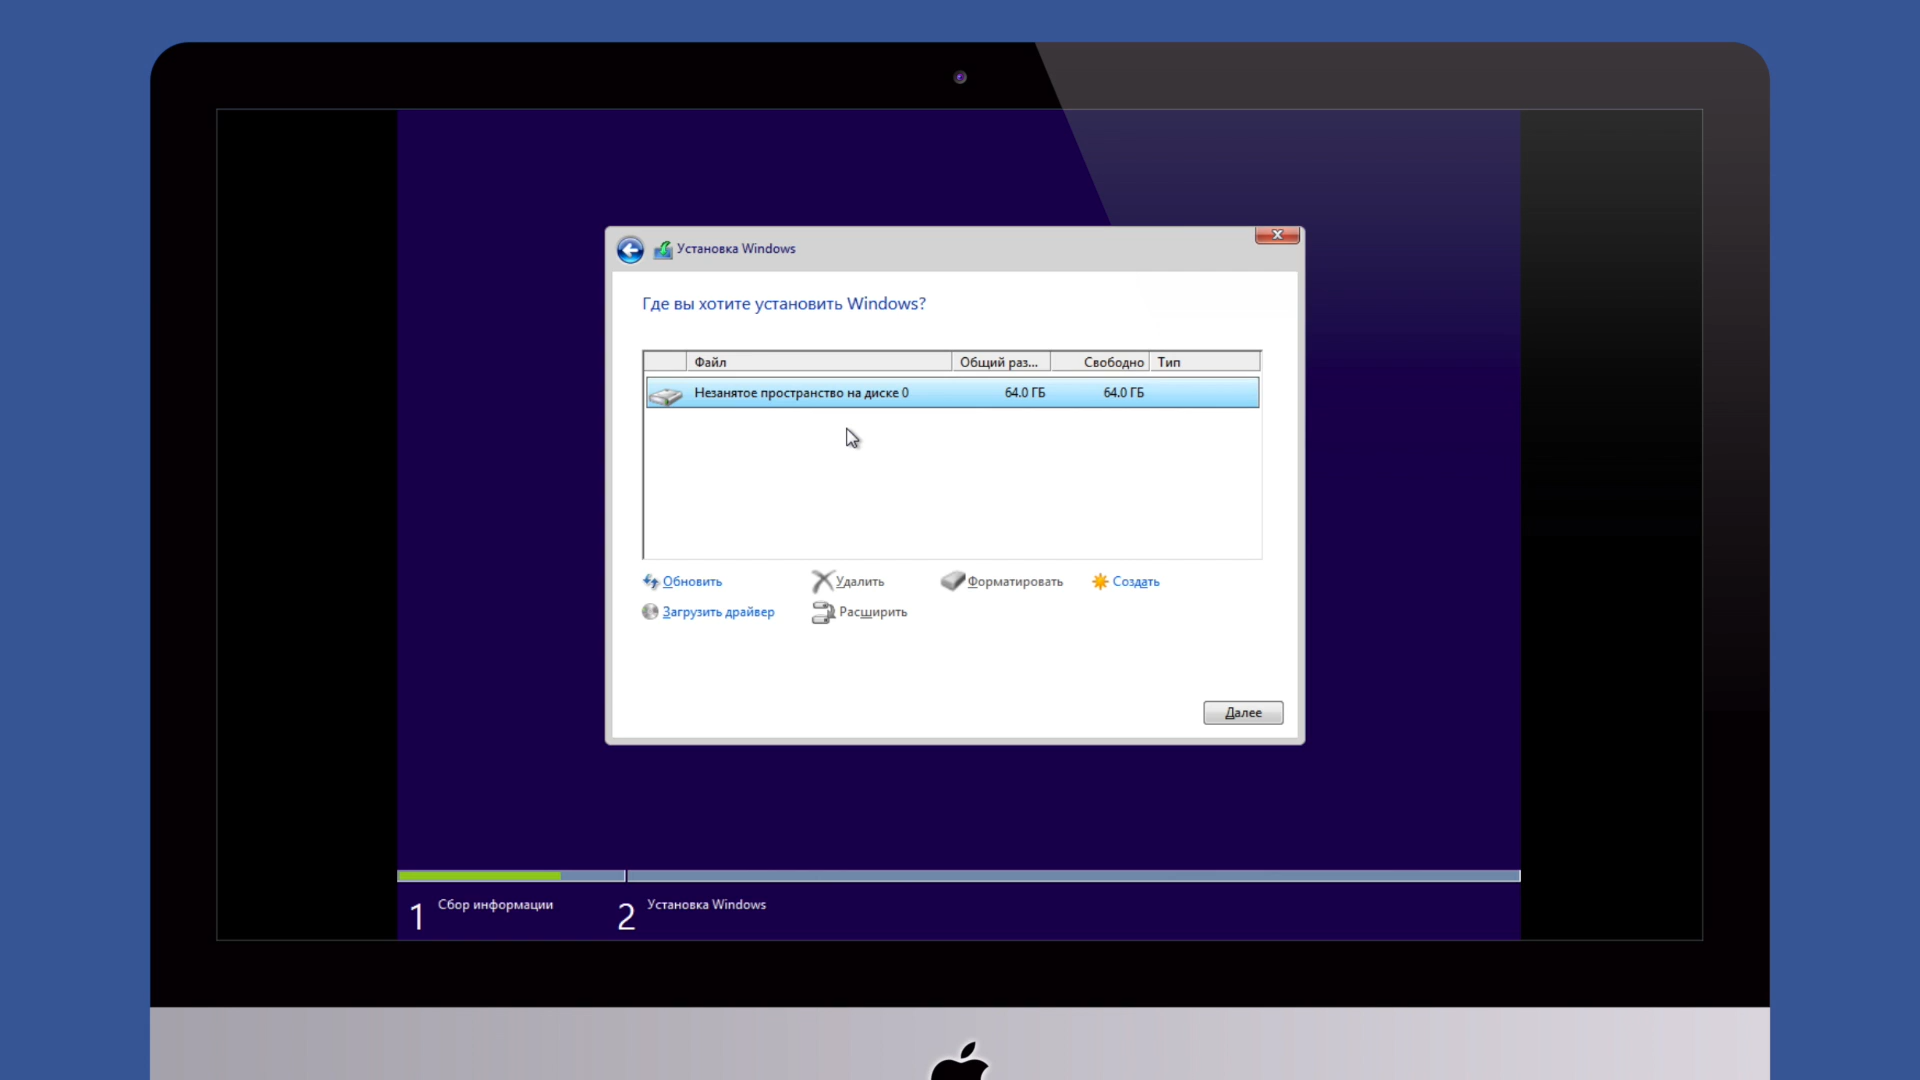 Установка Windows
Где вы хотите установить Windows?
Файл Общий раз... Свободно Тип
Незанятое пространство на диске 0 64.0 ГБ 64.0 ГБ
Обновить Удалить Форматировать Создать
Загрузить драйвер Расширить
Далее
1 Сбор информации 2 Установка Windows